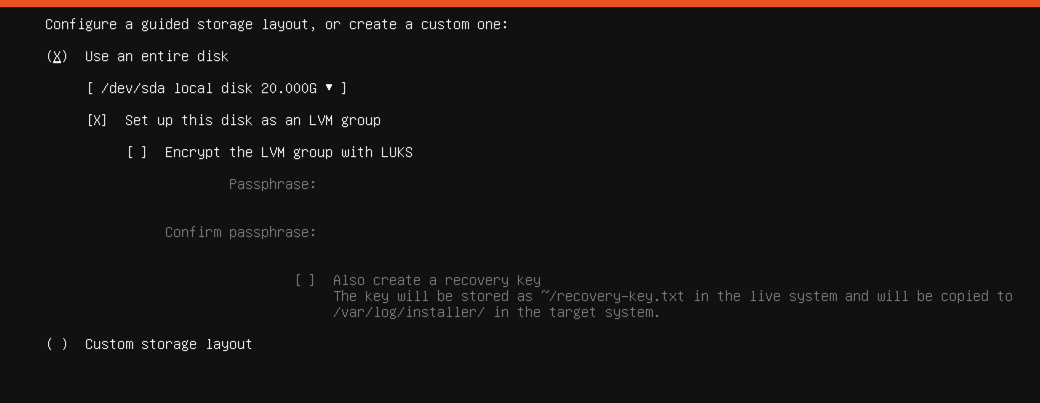 Configure a guided storage layout, or create a custom one:
(X) Use an entire disk
[ /dev/sda local disk 20.000G ▾ ]
[X] Set up this disk as an LVM group
[ ] Encrypt the LVM group with LUKS
Passphrase:
Confirm passphrase:
[ ] Also create a recovery key
The key will be stored as ~/recovery-key.txt in the live system and will be copied to
/var/log/installer/ in the target system.
( ) Custom storage layout